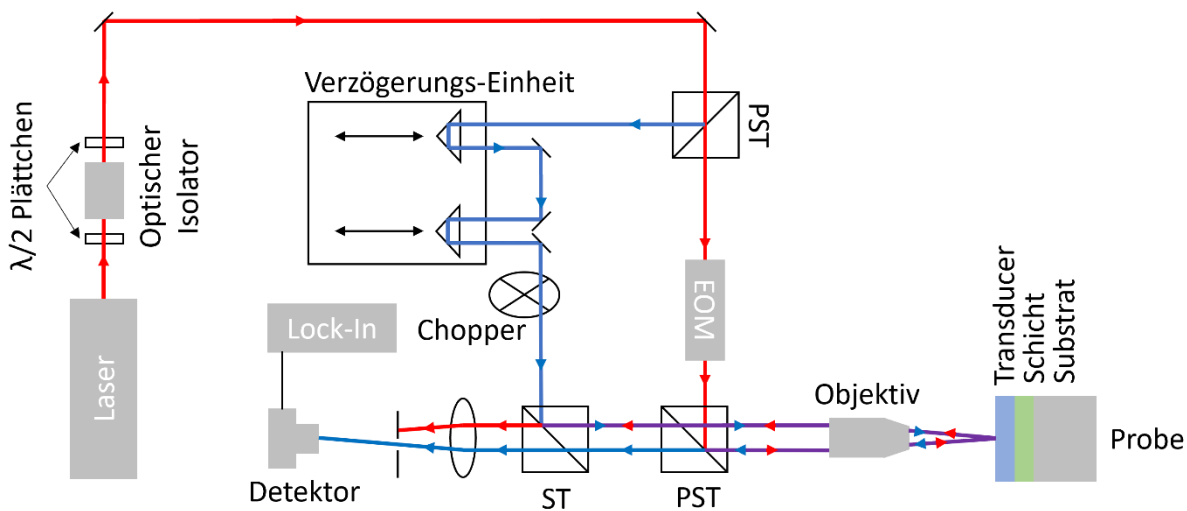 Verzögerungs-Einheit
PST
λ/2 Plättchen
Optischer
Isolator
Laser
Lock-In
Chopper
EOM
Objektiv
Transducer
Schicht
Substrat
Probe
Detektor
ST
PST